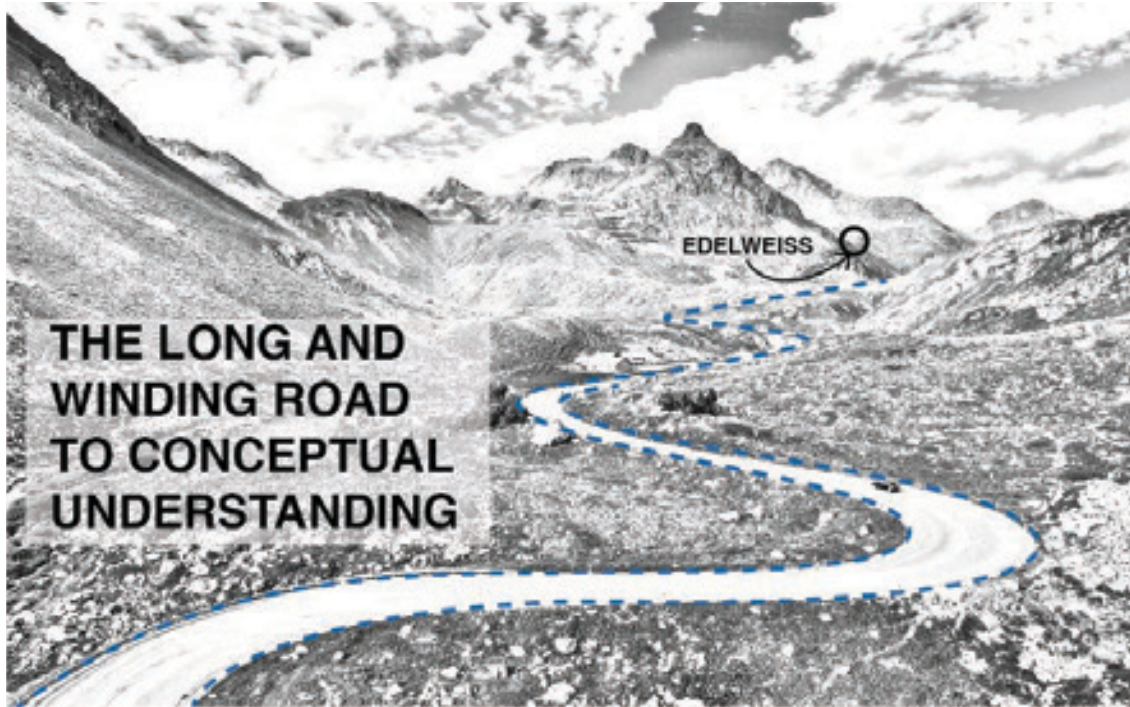 EDELWEISS
THE LONG AND
WINDING ROAD
TO CONCEPTUAL
UNDERSTANDING